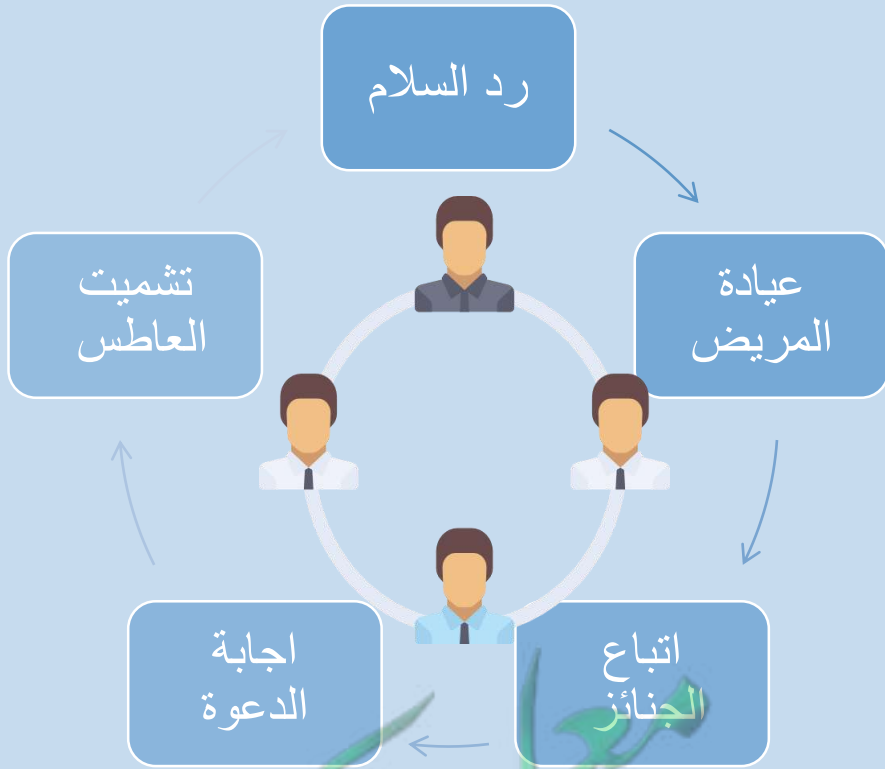 رد السلام
عيادة
المريض
اتباع
الجنائز
اجابة
الدعوة
تشميت
العاطس